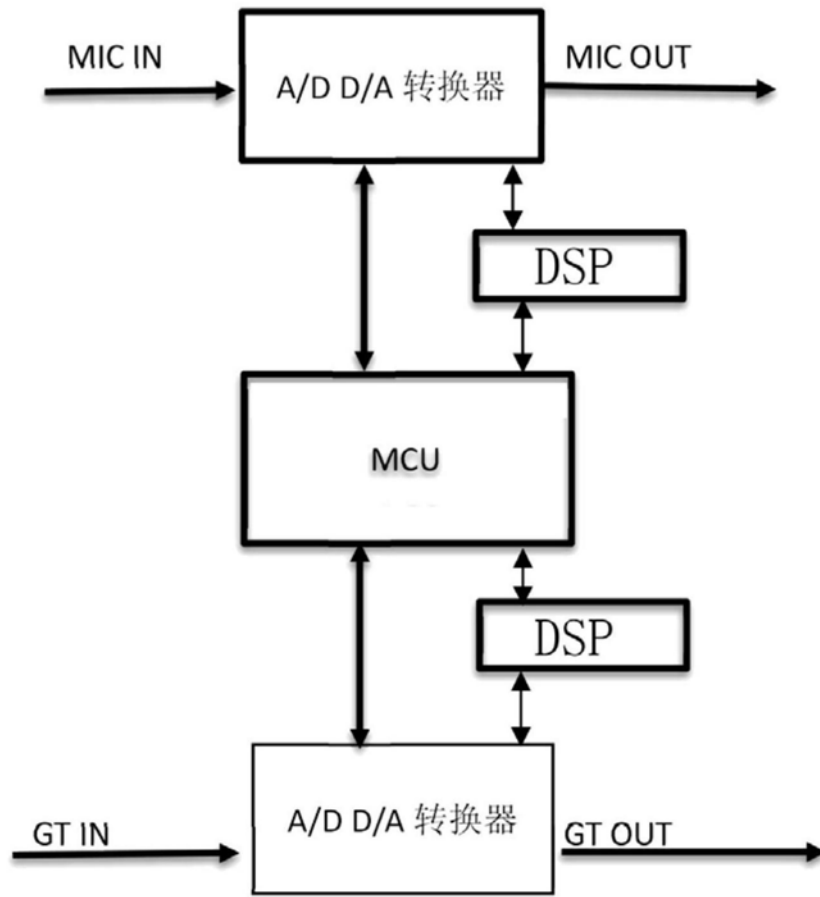 MIC IN
A/D D/A 转换器
MIC OUT
DSP
MCU
DSP
GT IN
A/D D/A 转换器
GT OUT